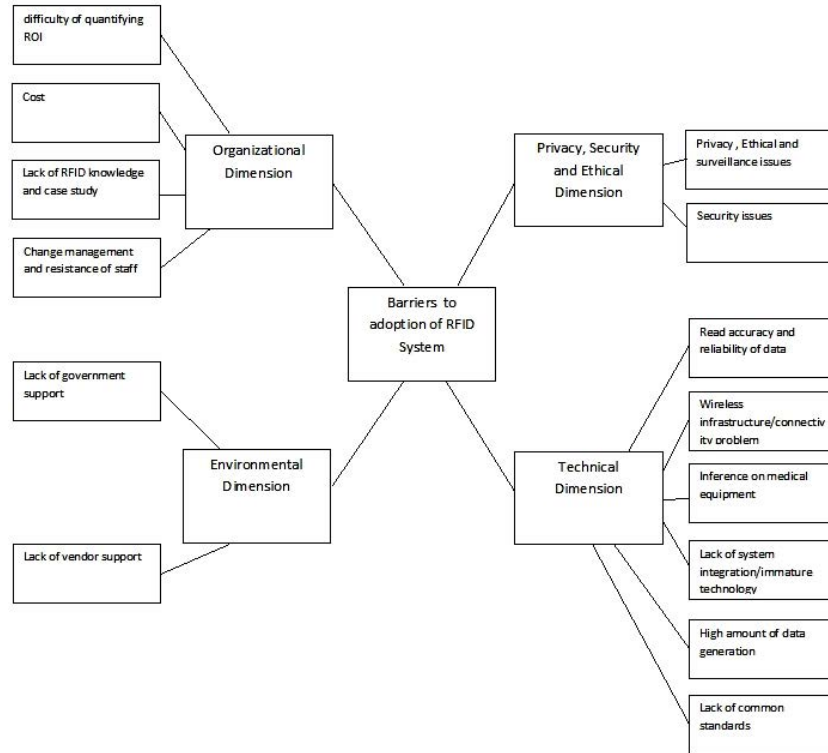 difficulty of quantifying
ROI
Cost
Lack of RFID knowledge
and case study
Change management
and resistance of staff
Organizational
Dimension
Privacy, Security
and Ethical
Dimension
Privacy , Ethical and
surveillance issues
Security issues
Barriers to
adoption of RFID
System
Lack of government
support
Lack of vendor support
Environmental
Dimension
Technical
Dimension
Read accuracy and
reliability of data
Wireless
infrastructure/connectiv
ity problem
Inference on medical
equipment
Lack of system
integration/immature
technology
High amount of data
generation
Lack of common
standards